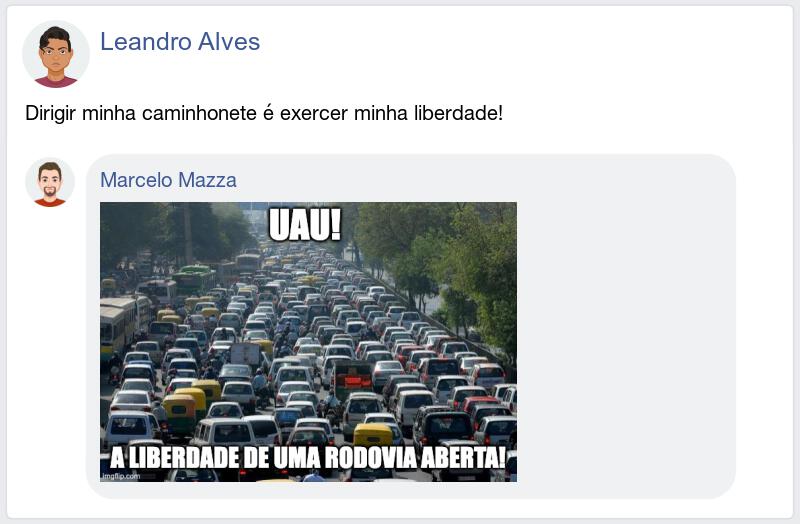 Leandro Alves
Dirigir minha caminhonete é exercer minha liberdade!
Marcelo Mazza
UAU!
A LIBERDADE DE UMA RODOVIA ABERTA!
imgflip.com